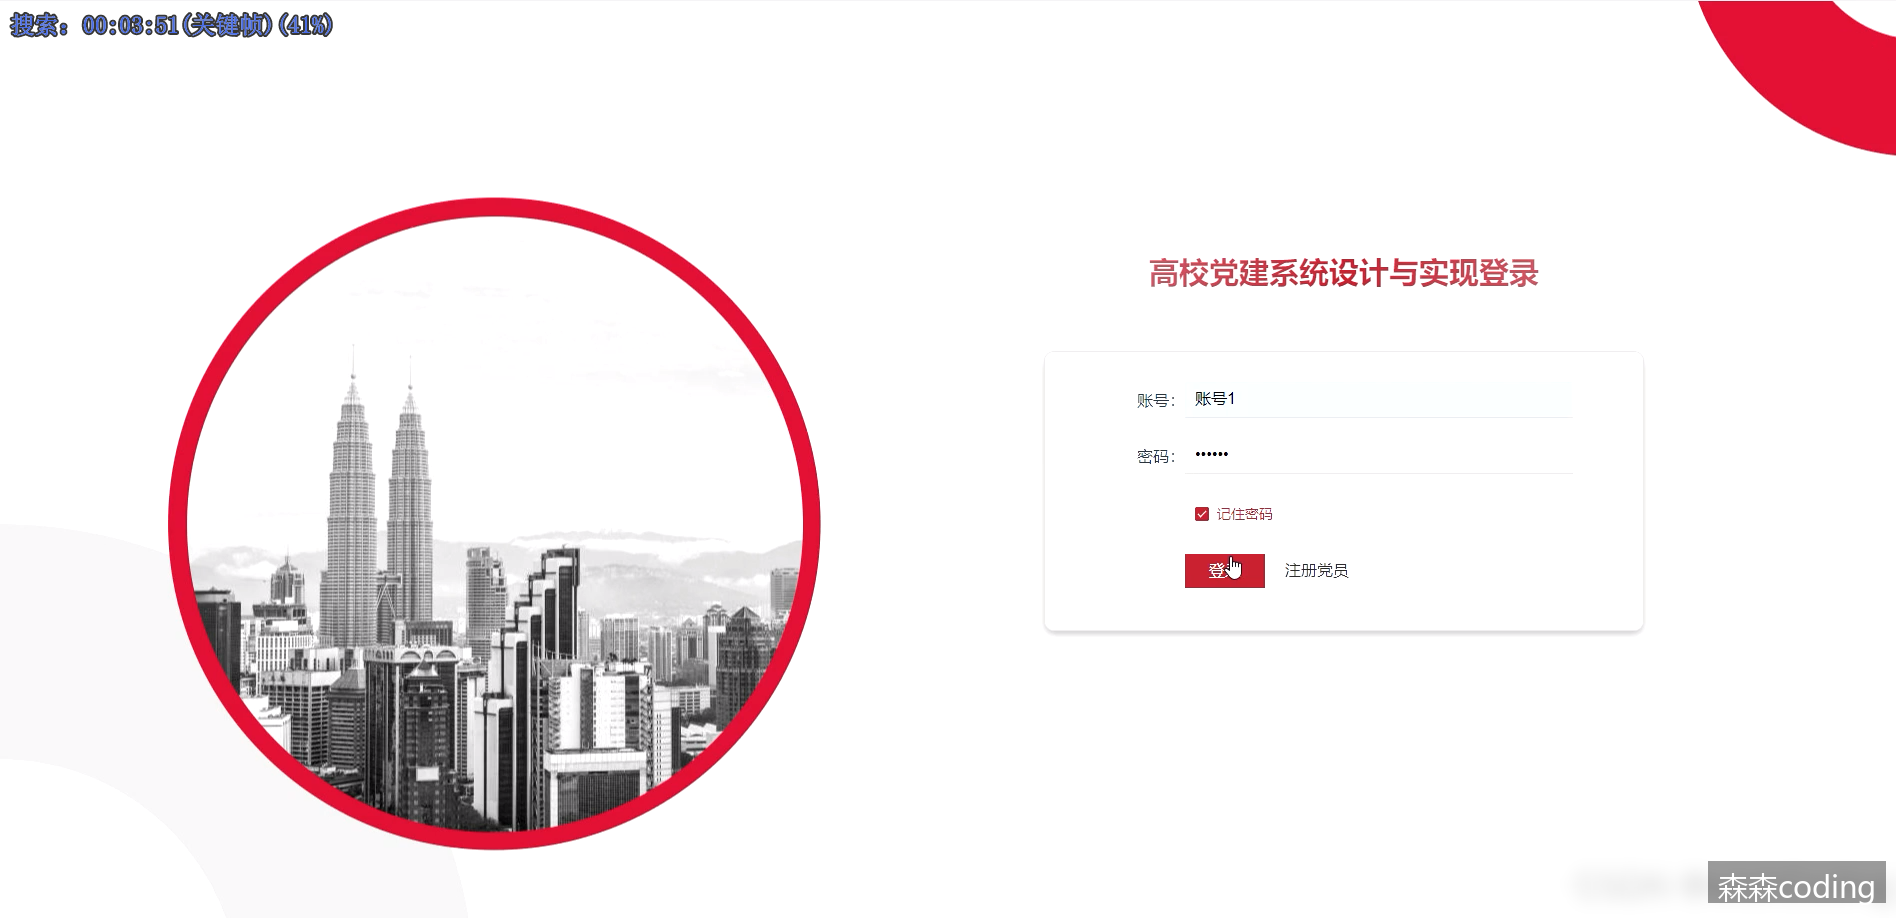 搜索：00:03:51(关键帧)(41%)
高校党建系统设计与实现登录
账号：
账号1
密码：
••••••
记住密码
登
注册党员
森森coding